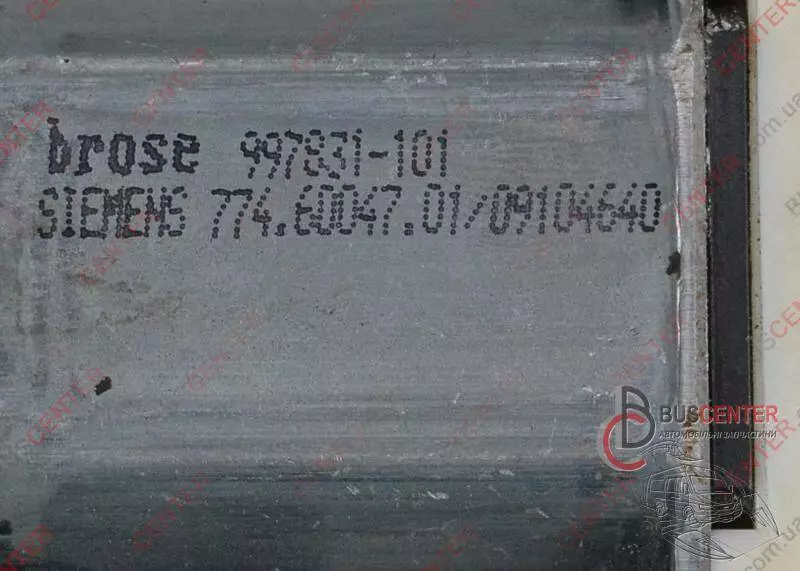 brose 997831-101
SIEMENS 774.60047.01/09104640
BUSCENTER
АВТОМОБІЛЬНІ ЗАПЧАСТИНИ